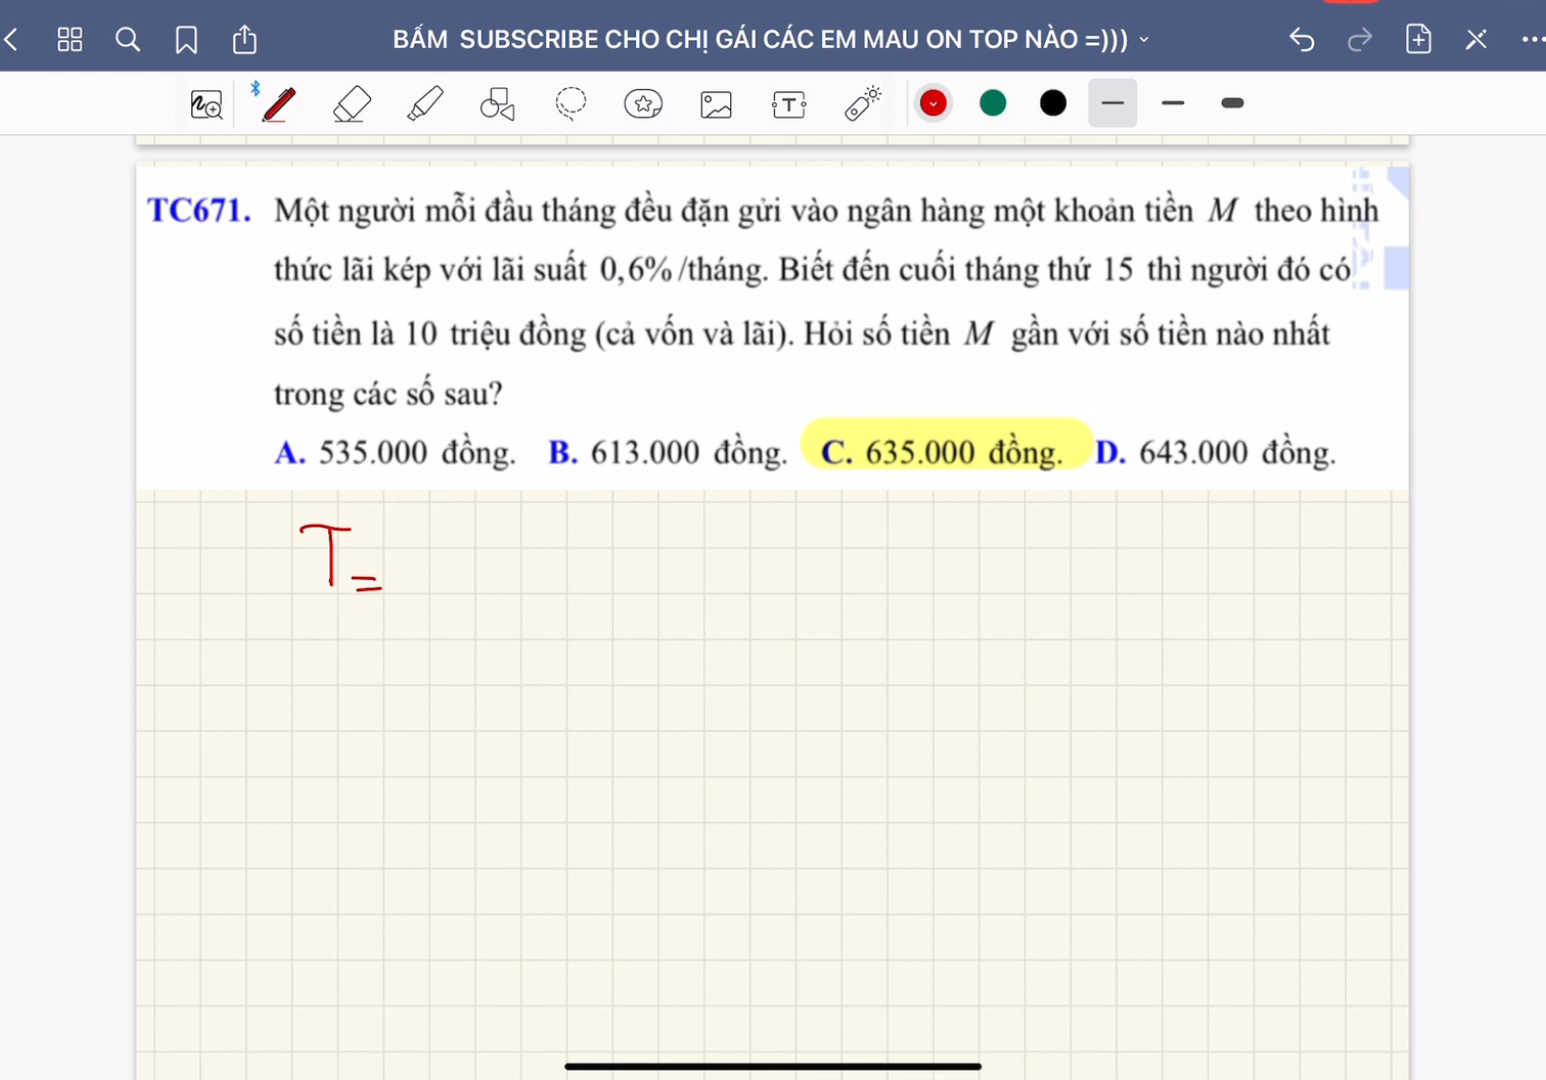 BẤM SUBSCRIBE CHO CHỊ GÁI CÁC EM MAU ON TOP NÀO =)))
T
TC671. Một người mỗi đầu tháng đều đặn gửi vào ngân hàng một khoản tiền M theo hình
thức lãi kép với lãi suất 0,6% /tháng. Biết đến cuối tháng thứ 15 thì người đó có
số tiền là 10 triệu đồng (cả vốn và lãi). Hỏi số tiền M gần với số tiền nào nhất
trong các số sau?
A. 535.000 đồng. B. 613.000 đồng. C. 635.000 đồng. D. 643.000 đồng.
T =